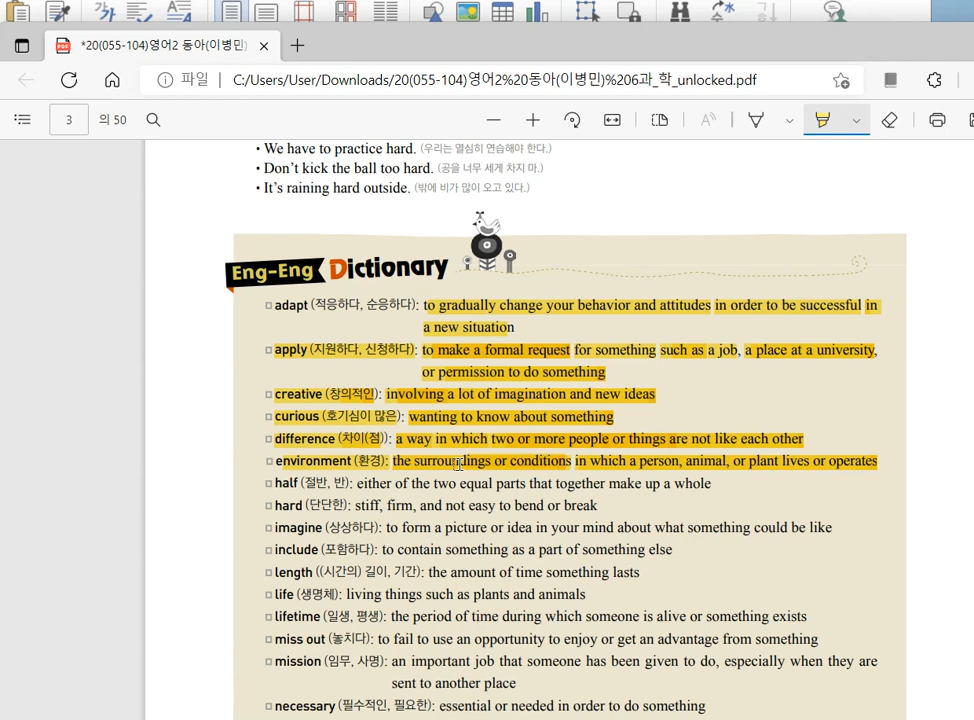 가각
가
*20(055-104)영어2 동아(이병민)
파일 C:/Users/User/Downloads/20(055-104)영어2%20동아(이병민)%206과_학_unlocked.pdf
3 의 50
• We have to practice hard. (우리는 열심히 연습해야 한다.)
• Don't kick the ball too hard. (공을 너무 세게 차지 마.)
• It's raining hard outside. (밖에 비가 많이 오고 있다.)
Eng-Eng Dictionary
adapt (적응하다, 순응하다): to gradually change your behavior and attitudes in order to be successful in
a new situation
apply (지원하다, 신청하다): to make a formal request for something such as a job, a place at a university,
or permission to do something
creative (창의적인): involving a lot of imagination and new ideas
curious (호기심이 많은): wanting to know about something
difference (차이(점)): a way in which two or more people or things are not like each other
environment (환경): the surroundings or conditions in which a person, animal, or plant lives or operates
half (절반, 반): either of the two equal parts that together make up a whole
hard (단단한): stiff, firm, and not easy to bend or break
imagine (상상하다): to form a picture or idea in your mind about what something could be like
include (포함하다): to contain something as a part of something else
length ((시간의) 길이, 기간): the amount of time something lasts
life (생명체): living things such as plants and animals
lifetime (일생, 평생): the period of time during which someone is alive or something exists
miss out (놓치다): to fail to use an opportunity to enjoy or get an advantage from something
mission (임무, 사명): an important job that someone has been given to do, especially when they are
sent to another place
necessary (필수적인, 필요한): essential or needed in order to do something